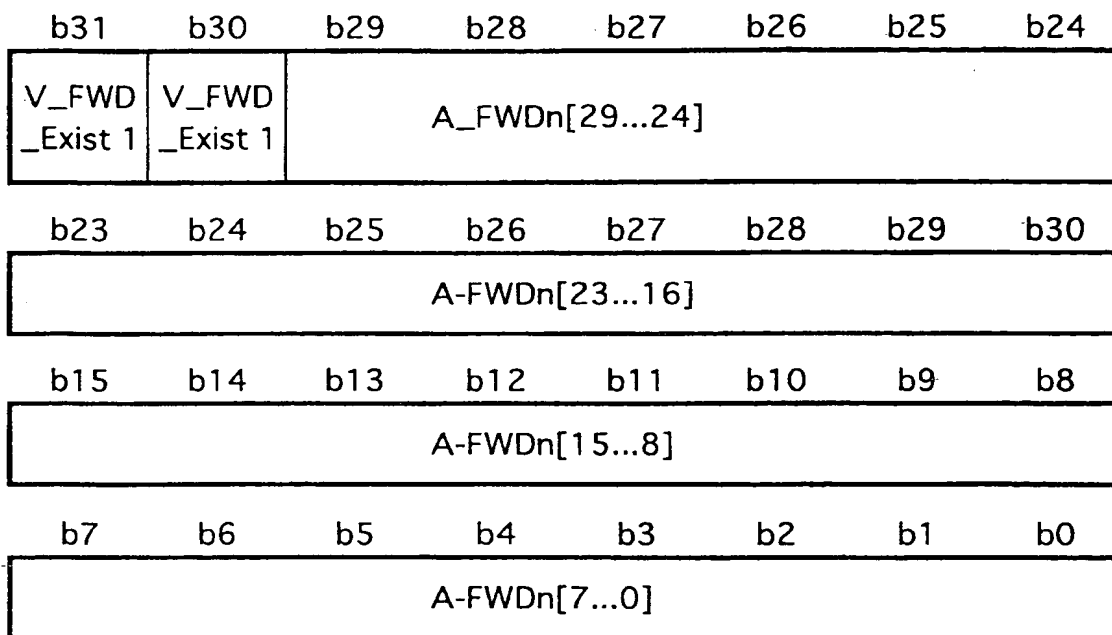 b31 b30 b29 b28 b27 b26 b25 b24
V_FWD V_FWD A_FWDn[29...24]
_Exist 1 _Exist 1
b23 b24 b25 b26 b27 b28 b29 b30
A-FWDn[23...16]
b15 b14 b13 b12 b11 b10 b9 b8
A-FWDn[15...8]
b7 b6 b5 b4 b3 b2 b1 b0
A-FWDn[7...0]